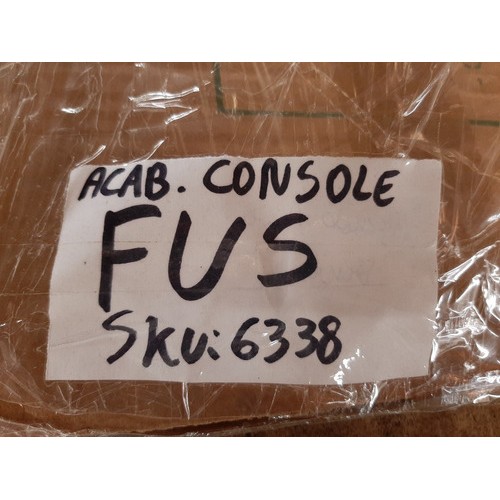 ACAB. CONSOLE
FUS
SKU: 6338